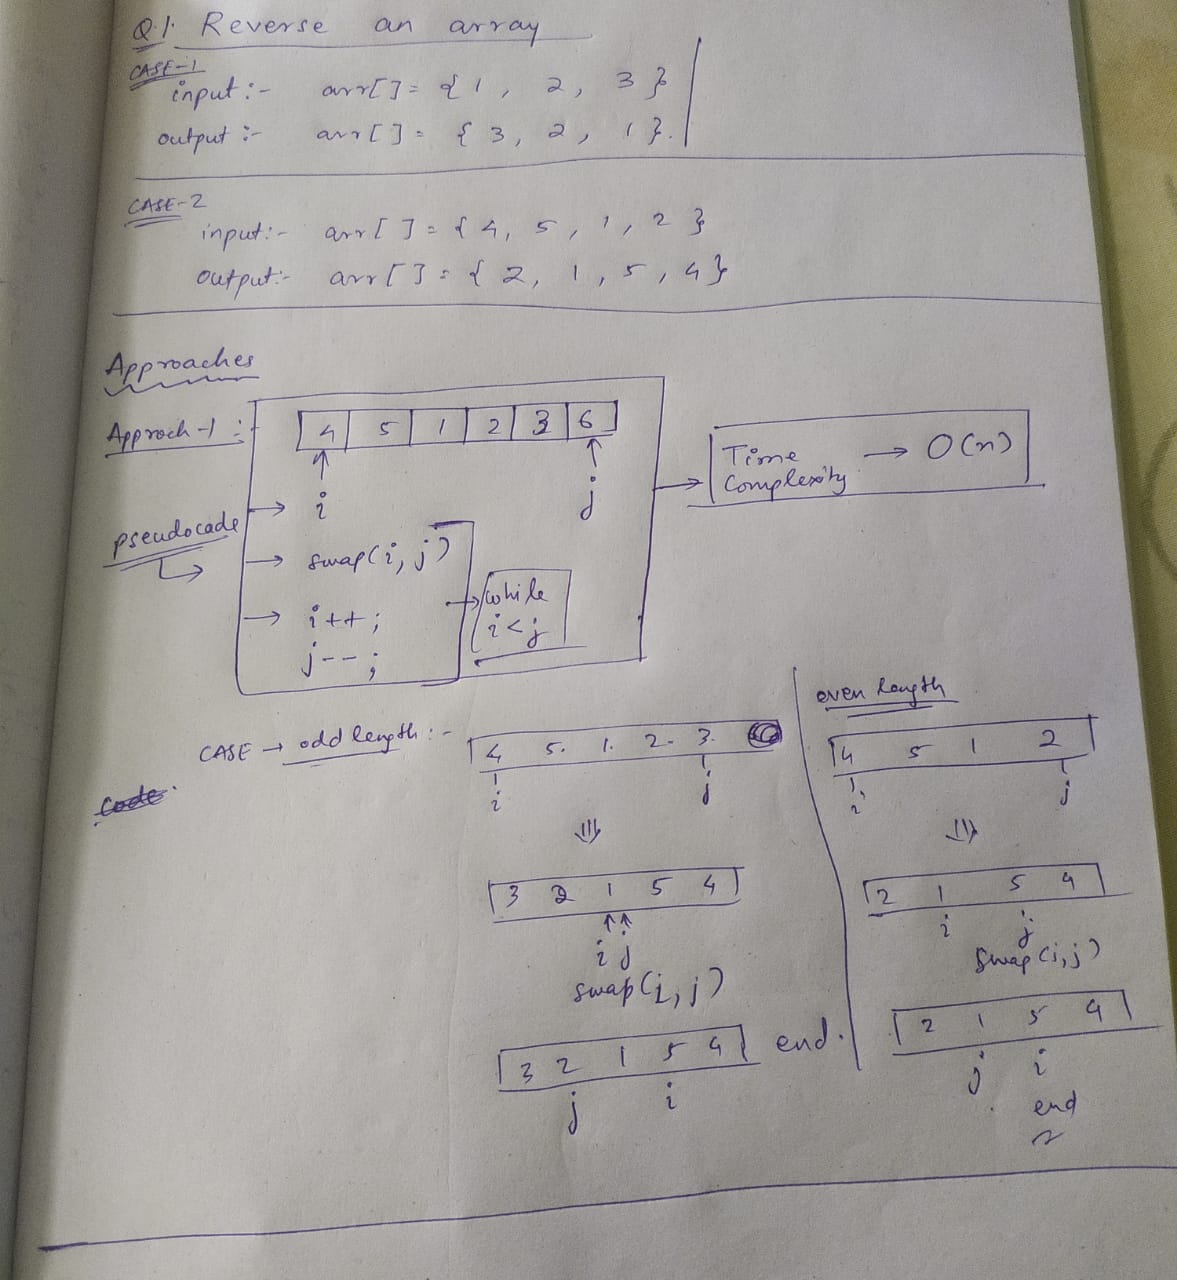 Q.1. Reverse an array
CASE-1
input :- arr[ ] = { 1, 2, 3 }
output :- arr[ ] = { 3, 2, 1 }.
CASE-2
input:- arr[ ] = { 4, 5, 1, 2 }
output:- arr[ ] = { 2, 1, 5, 4 }
Approaches
Approach-1 :-
4 5 1 2 3 6
i j
Time Complexity → O(n)
pseudocade
→ swap(i, j)
→ i++;
j--;
→ while
i<j
CASE → odd length :-
4 5. 1. 2. 3.
i j
3 2 1 5 4
i j
swap(i, j)
3 2 1 5 4 end.
j i
even length
4 5 1 2
i j
2 1 5 4
i j
swap(i,j)
2 1 5 4
j i
end
code